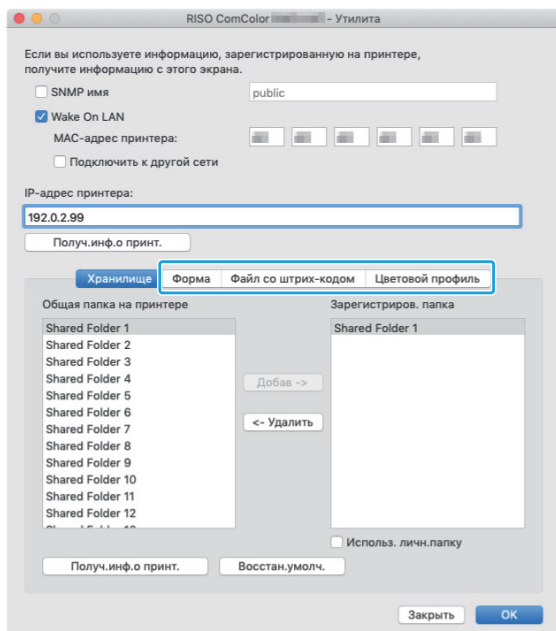 RISO ComColor - Утилита
Если вы используете информацию, зарегистрированную на принтере,
получите информацию с этого экрана.
SNMP имя
public
Wake On LAN
MAC-адрес принтера:
Подключить к другой сети
IP-адрес принтера:
192.0.2.99
Получ.инф.о принт.
Хранилище Форма Файл со штрих-кодом Цветовой профиль
Общая папка на принтере
Зарегистриров. папка
Shared Folder 1
Shared Folder 2
Shared Folder 3
Shared Folder 4
Shared Folder 5
Shared Folder 6
Shared Folder 7
Shared Folder 8
Shared Folder 9
Shared Folder 10
Shared Folder 11
Shared Folder 12
Добав ->
<- Удалить
Shared Folder 1
Использ. личн.папку
Получ.инф.о принт.
Восстан.умолч.
Закрыть
OK